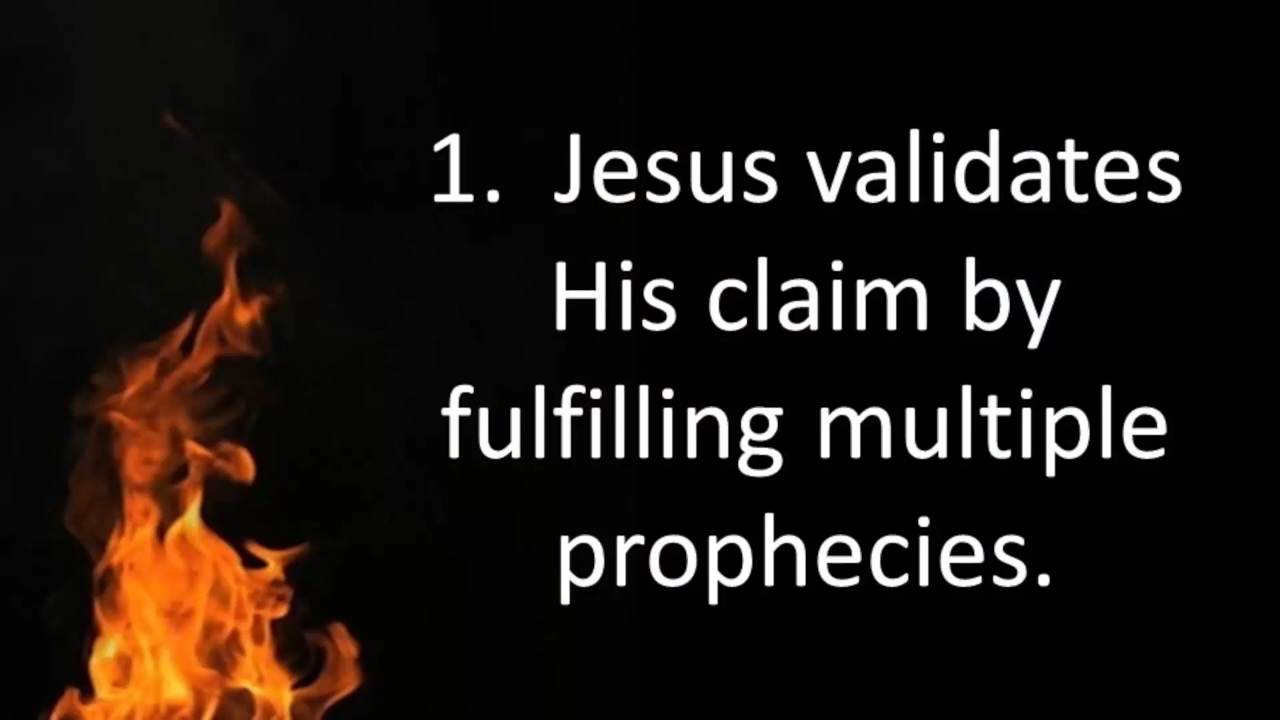 1. Jesus validates
His claim by
fulfilling multiple
prophecies.